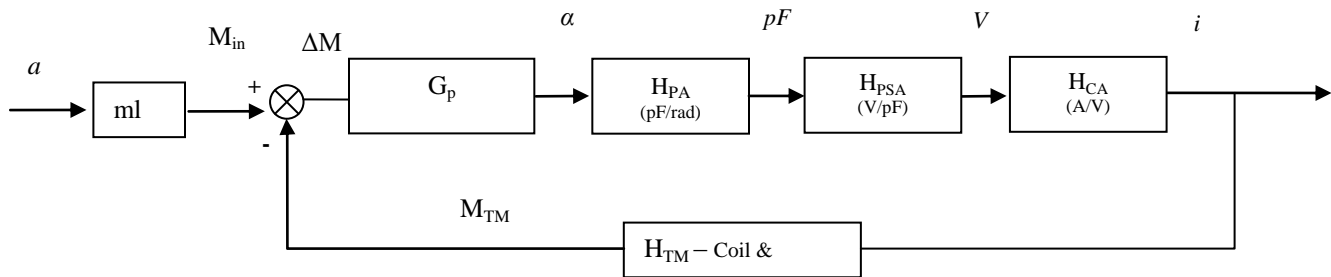 a
ml
M_in
+
-
ΔM
G_p
α
H_PA
(pF/rad)
pF
H_PSA
(V/pF)
V
H_CA
(A/V)
i
M_TM
H_TM – Coil &